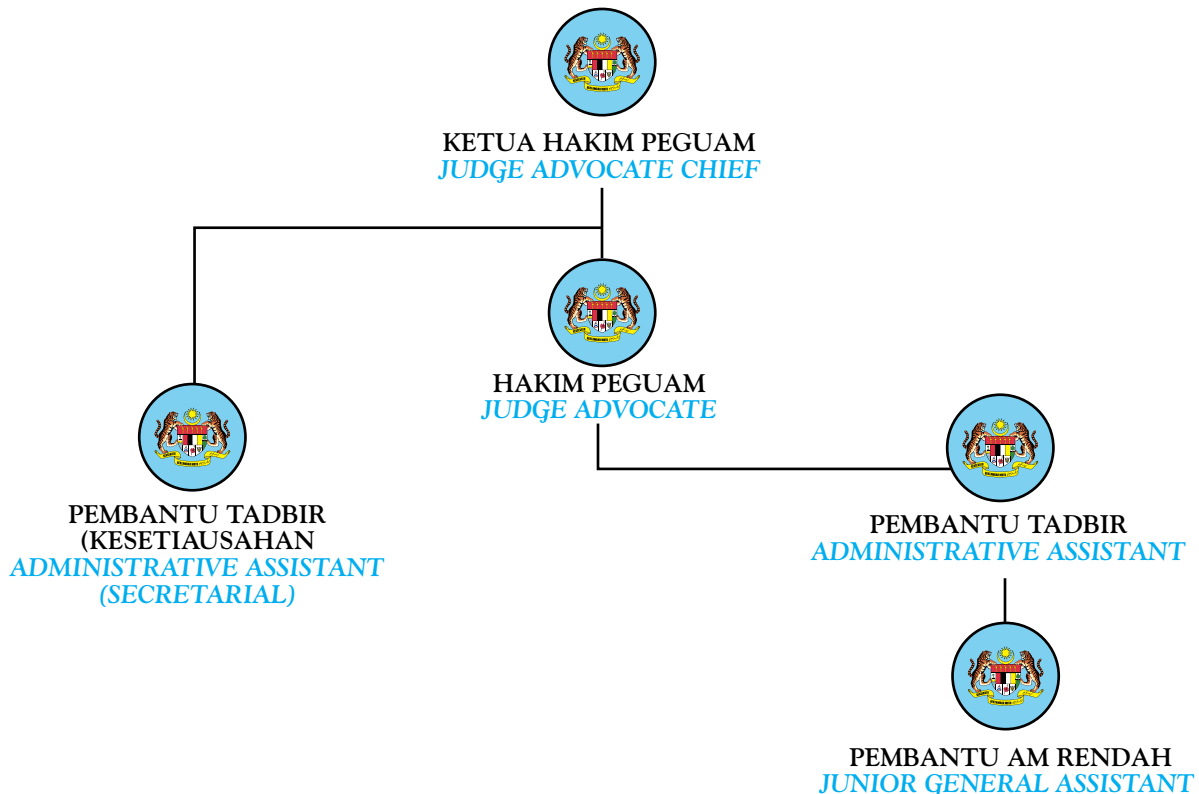 KETUA HAKIM PEGUAM
JUDGE ADVOCATE CHIEF
HAKIM PEGUAM
JUDGE ADVOCATE
PEMBANTU TADBIR
(KESETIAUSAHAN
ADMINISTRATIVE ASSISTANT
(SECRETARIAL)
PEMBANTU TADBIR
ADMINISTRATIVE ASSISTANT
PEMBANTU AM RENDAH
JUNIOR GENERAL ASSISTANT